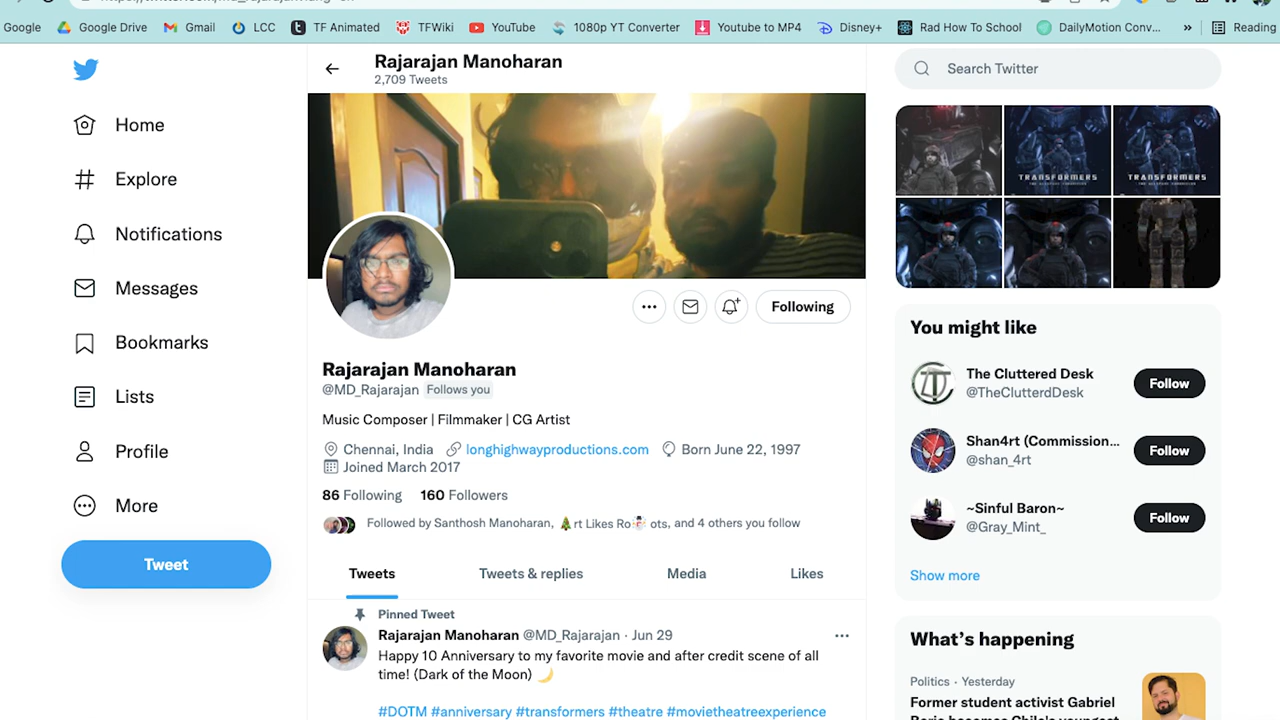 Google
Google Drive
Gmail
LCC
TF Animated
TFWiki
YouTube
1080p YT Converter
Youtube to MP4
Disney+
Rad How To School
DailyMotion Conv...
»
Reading
Rajarajan Manoharan
2,709 Tweets
Search Twitter
Home
Explore
Notifications
Messages
Bookmarks
Lists
Profile
More
Tweet
TRANSFORMERS
TRANSFORMERS
Following
Rajarajan Manoharan
@MD_Rajarajan Follows you
Music Composer | Filmmaker | CG Artist
Chennai, India longhighwayproductions.com Born June 22, 1997
Joined March 2017
86 Following 160 Followers
Followed by Santhosh Manoharan, 🎄rt Likes Ro⛄ots, and 4 others you follow
Tweets
Tweets & replies
Media
Likes
Pinned Tweet
Rajarajan Manoharan @MD_Rajarajan · Jun 29
Happy 10 Anniversary to my favorite movie and after credit scene of all
time! (Dark of the Moon) 🌙
#DOTM #anniversary #transformers #theatre #movietheatreexperience
You might like
The Cluttered Desk
@TheClutterdDesk
Follow
Shan4rt (Commission...
@shan_4rt
Follow
~Sinful Baron~
@Gray_Mint_
Follow
Show more
What's happening
Politics · Yesterday
Former student activist Gabriel